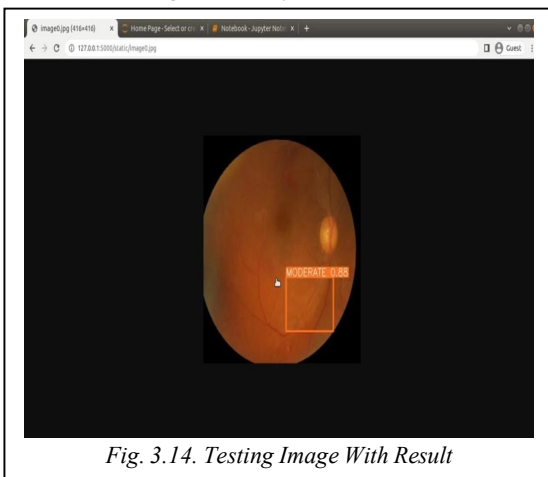 image0.jpg (416×416) × Home Page - Select or cre × Notebook - Jupyter Note × +
127.0.0.1:5000/static/image0.jpg Guest
MODERATE 0.88
Fig. 3.14. Testing Image With Result